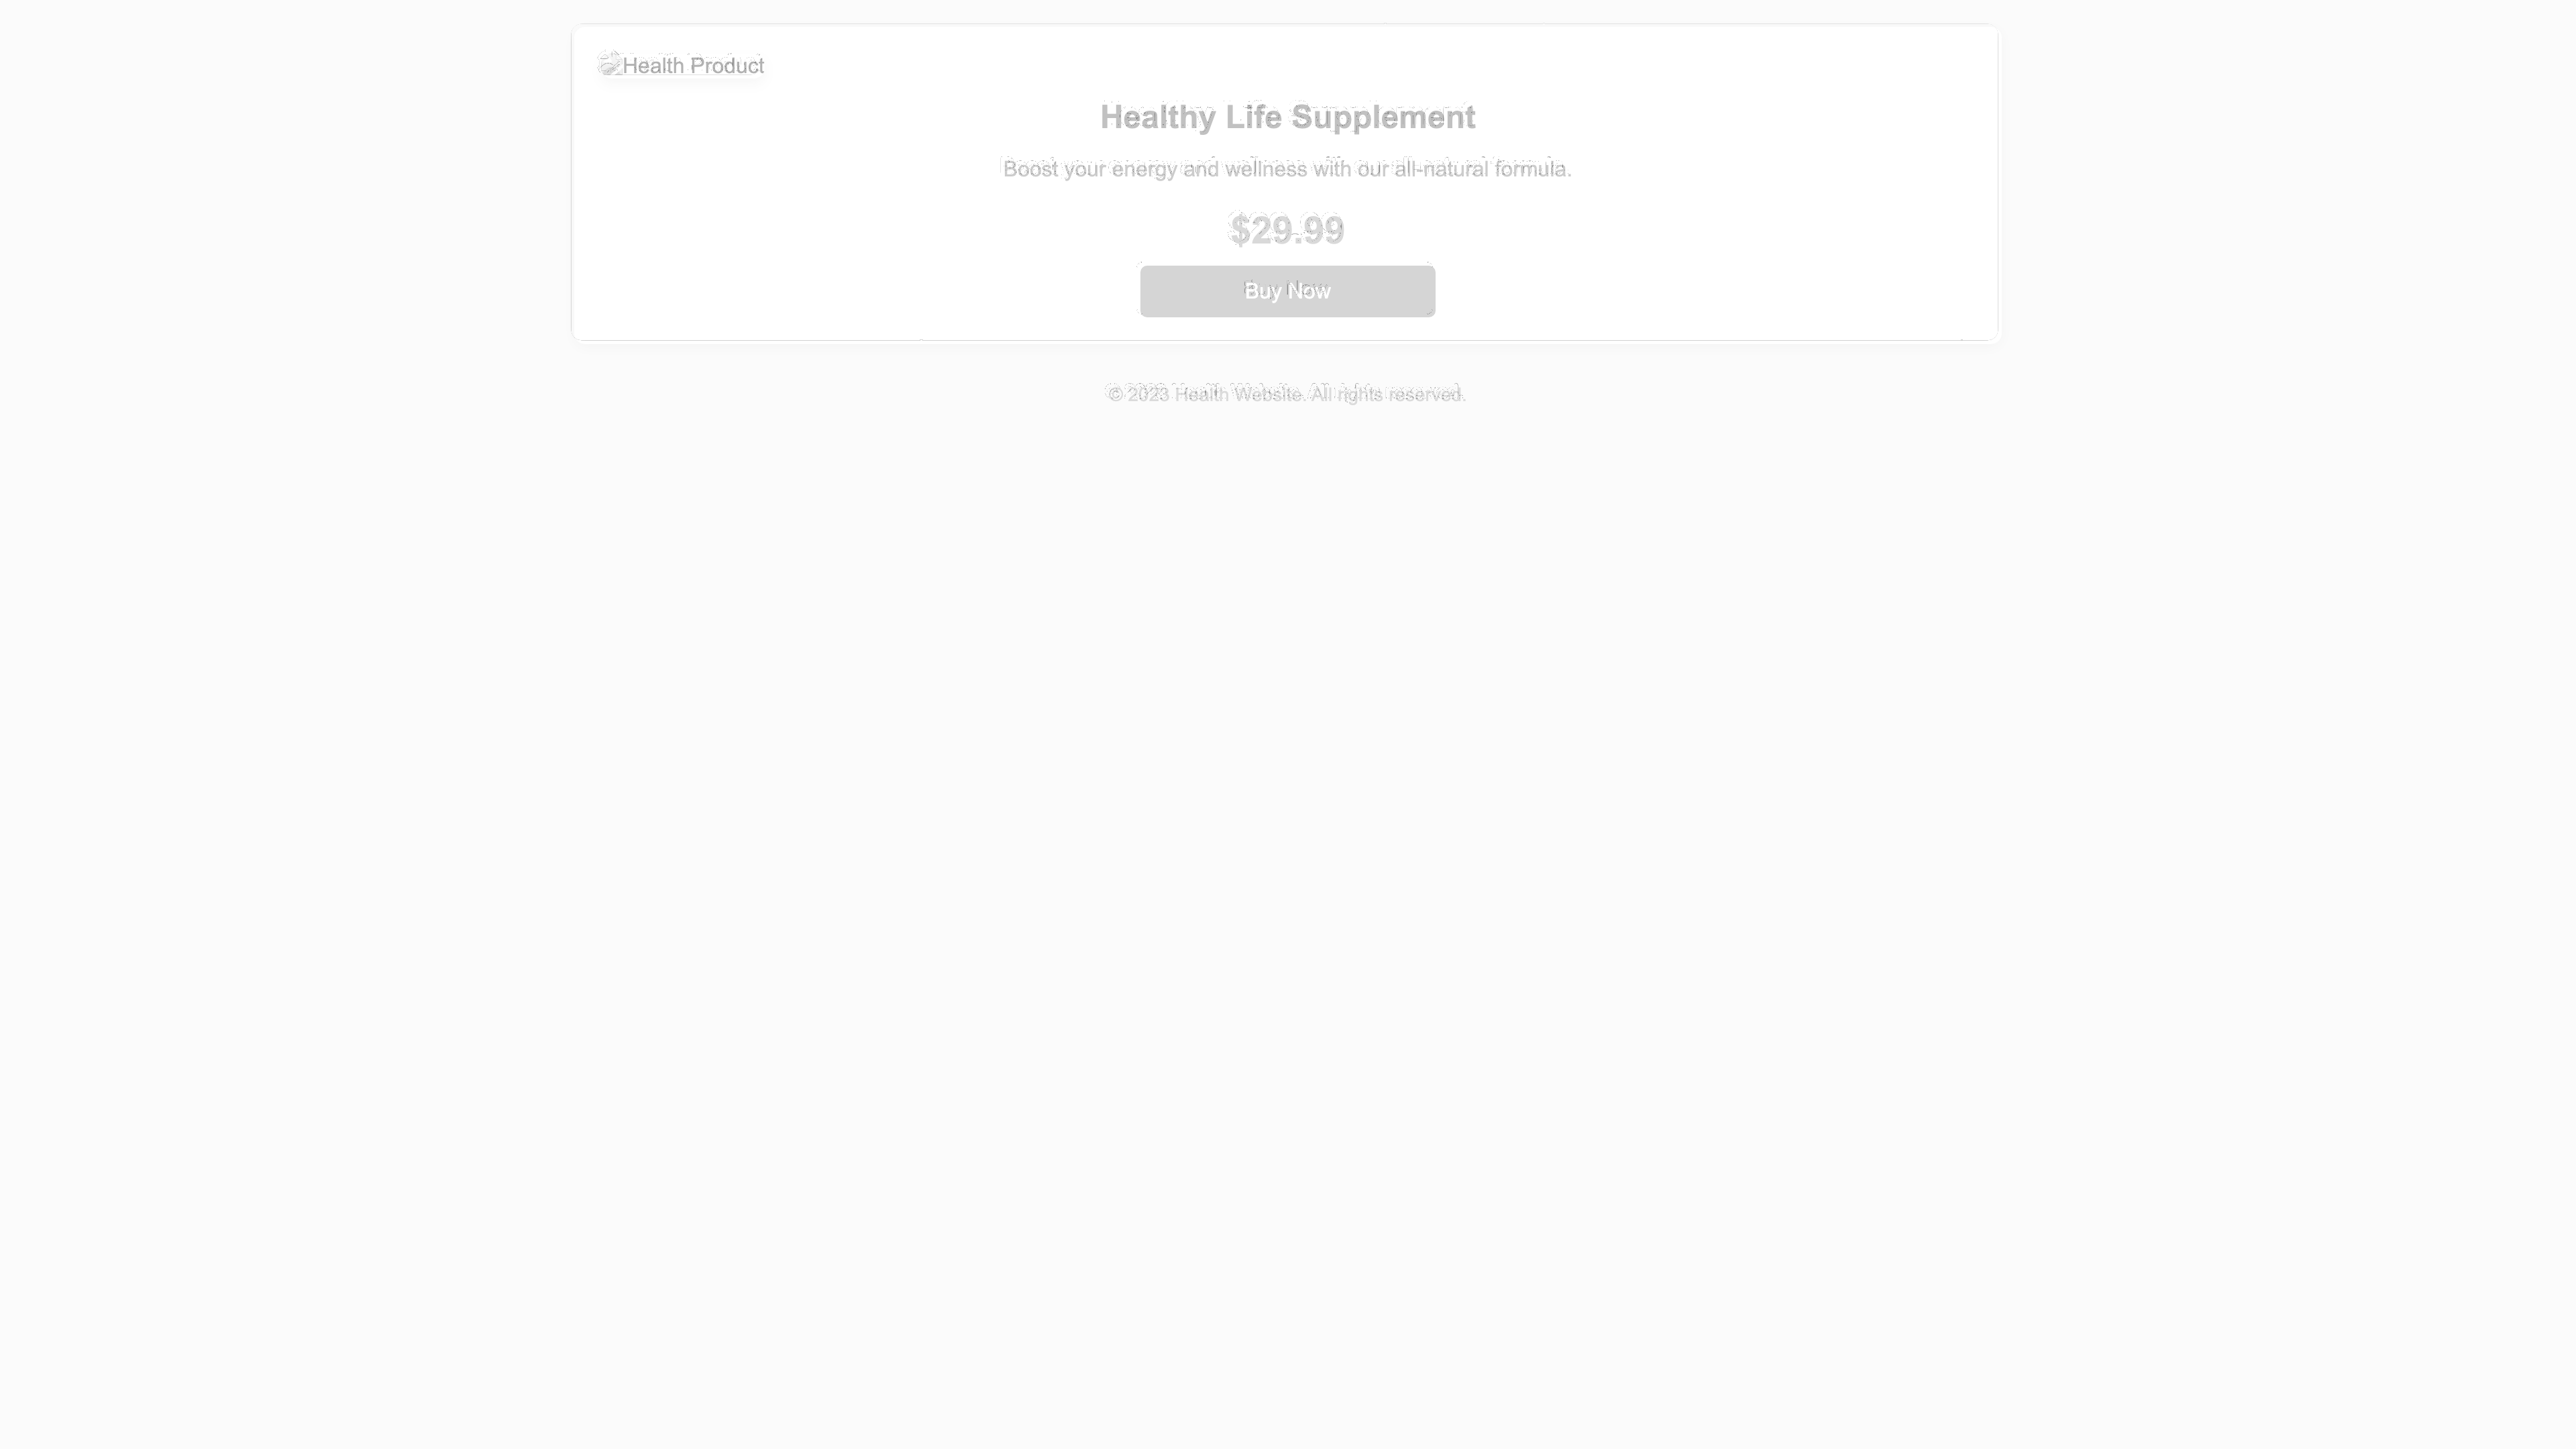 Health Product
Healthy Life Supplement
Boost your energy and wellness with our all-natural formula.
$29.99
Buy Now
© 2023 Health Website. All rights reserved.